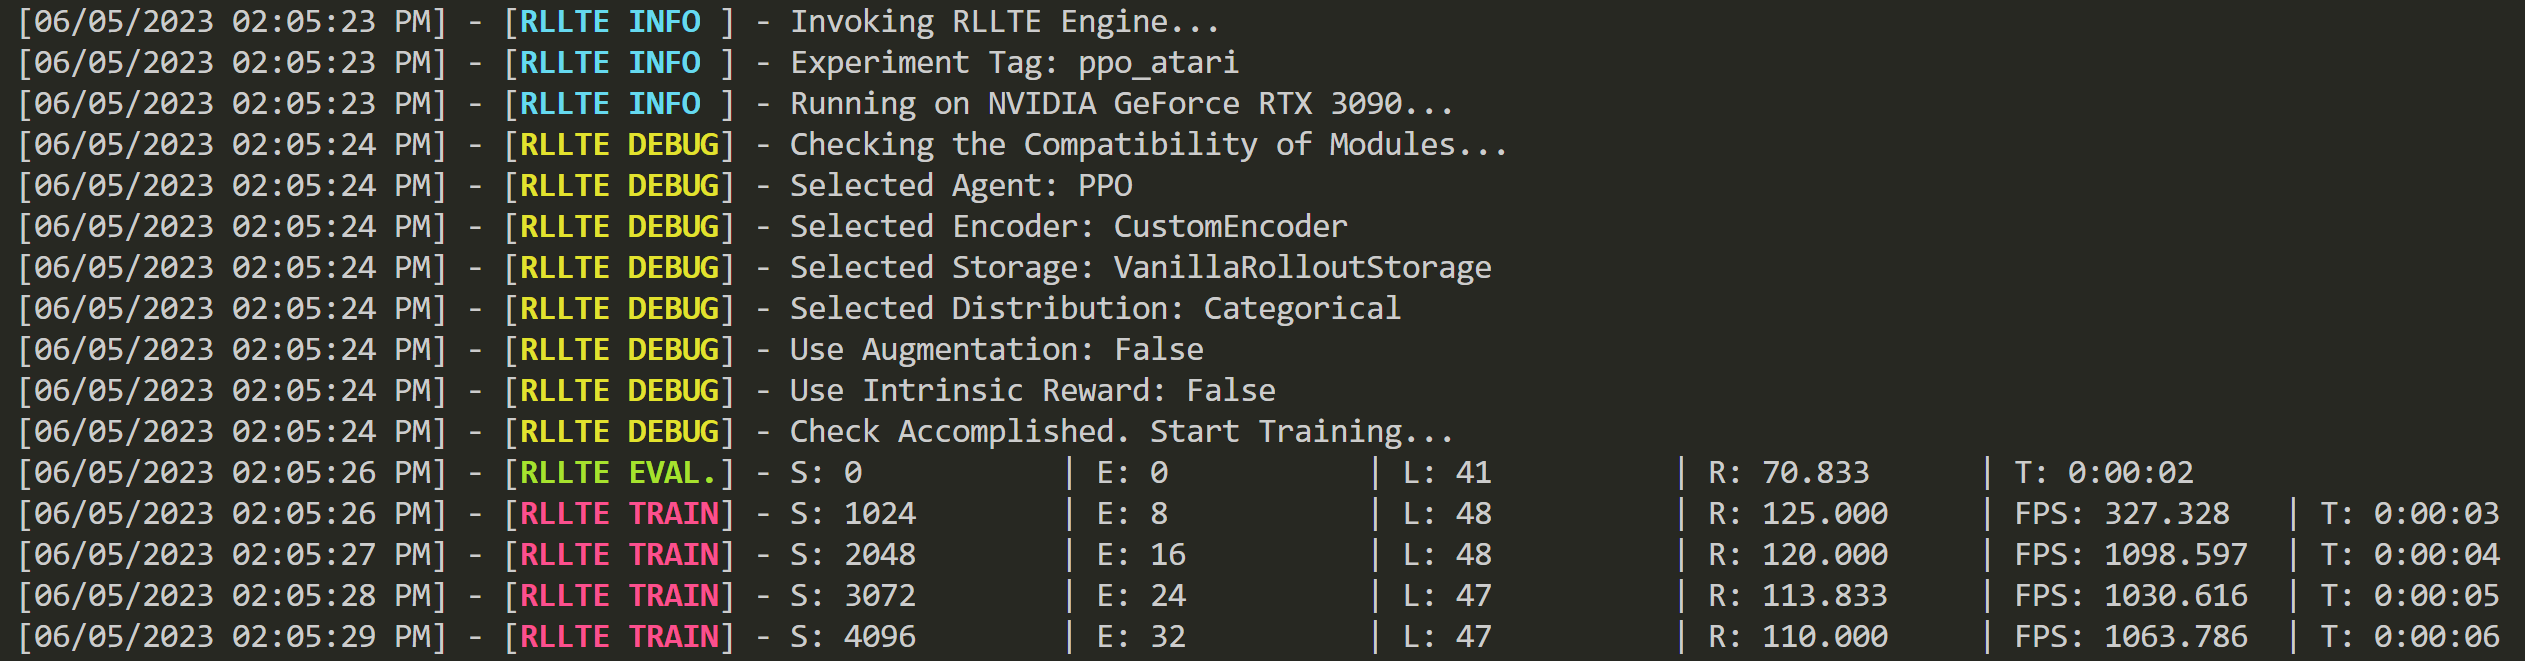 [06/05/2023 02:05:23 PM] - [RLLTE INFO ] - Invoking RLLTE Engine...
[06/05/2023 02:05:23 PM] - [RLLTE INFO ] - Experiment Tag: ppo_atari
[06/05/2023 02:05:23 PM] - [RLLTE INFO ] - Running on NVIDIA GeForce RTX 3090...
[06/05/2023 02:05:24 PM] - [RLLTE DEBUG] - Checking the Compatibility of Modules...
[06/05/2023 02:05:24 PM] - [RLLTE DEBUG] - Selected Agent: PPO
[06/05/2023 02:05:24 PM] - [RLLTE DEBUG] - Selected Encoder: CustomEncoder
[06/05/2023 02:05:24 PM] - [RLLTE DEBUG] - Selected Storage: VanillaRolloutStorage
[06/05/2023 02:05:24 PM] - [RLLTE DEBUG] - Selected Distribution: Categorical
[06/05/2023 02:05:24 PM] - [RLLTE DEBUG] - Use Augmentation: False
[06/05/2023 02:05:24 PM] - [RLLTE DEBUG] - Use Intrinsic Reward: False
[06/05/2023 02:05:24 PM] - [RLLTE DEBUG] - Check Accomplished. Start Training...
[06/05/2023 02:05:26 PM] - [RLLTE EVAL.] - S: 0 | E: 0 | L: 41 | R: 70.833 | T: 0:00:02
[06/05/2023 02:05:26 PM] - [RLLTE TRAIN] - S: 1024 | E: 8 | L: 48 | R: 125.000 | FPS: 327.328 | T: 0:00:03
[06/05/2023 02:05:27 PM] - [RLLTE TRAIN] - S: 2048 | E: 16 | L: 48 | R: 120.000 | FPS: 1098.597 | T: 0:00:04
[06/05/2023 02:05:28 PM] - [RLLTE TRAIN] - S: 3072 | E: 24 | L: 47 | R: 113.833 | FPS: 1030.616 | T: 0:00:05
[06/05/2023 02:05:29 PM] - [RLLTE TRAIN] - S: 4096 | E: 32 | L: 47 | R: 110.000 | FPS: 1063.786 | T: 0:00:06